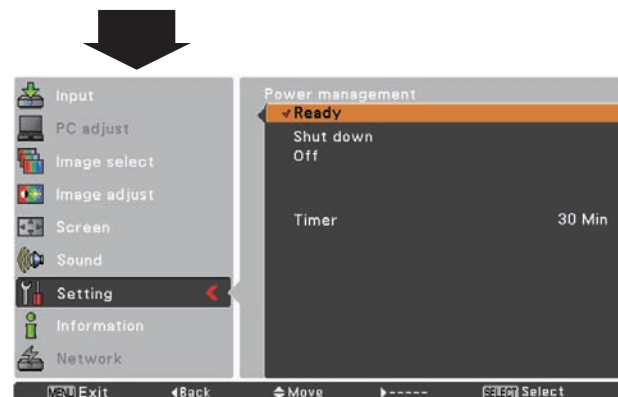 Input
PC adjust
Image select
Image adjust
Screen
Sound
Setting
Information
Network
Power management
Ready
Shut down
Off
Timer 30 Min
MENU Exit Back Move ----- SELECT Select